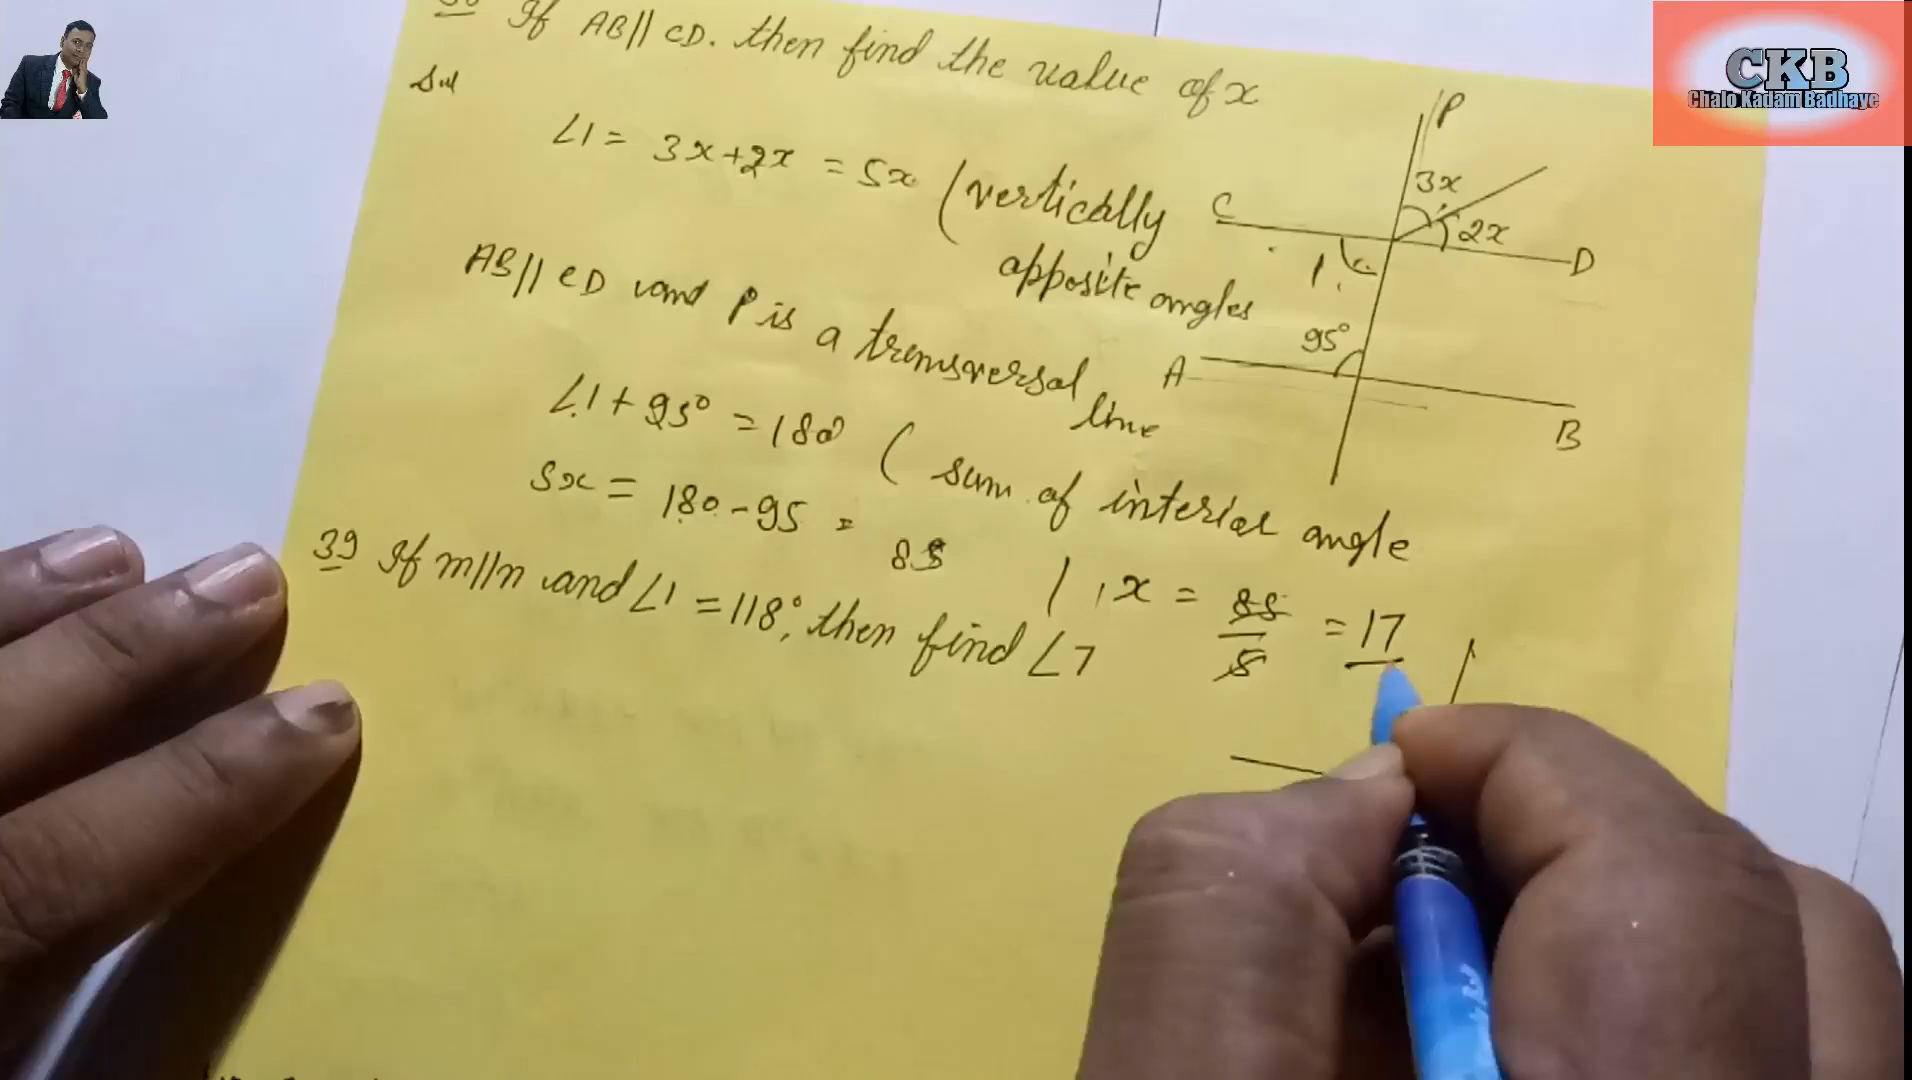 38 If AB∥CD. then find the value of x
Sol
∠1 = 3x+2x = 5x (vertically
opposite angles
AB∥CD and P is a transversal
line
∠1 + 95° = 180 ( sum of interior angle
5x = 180 - 95 = 85 | , x = 85/5 = 17
39 If m∥n and ∠1 = 118°, then find ∠7
P
3x
2x
C
D
1
95°
A
B
CKB
Chalo Kadam Badhaye